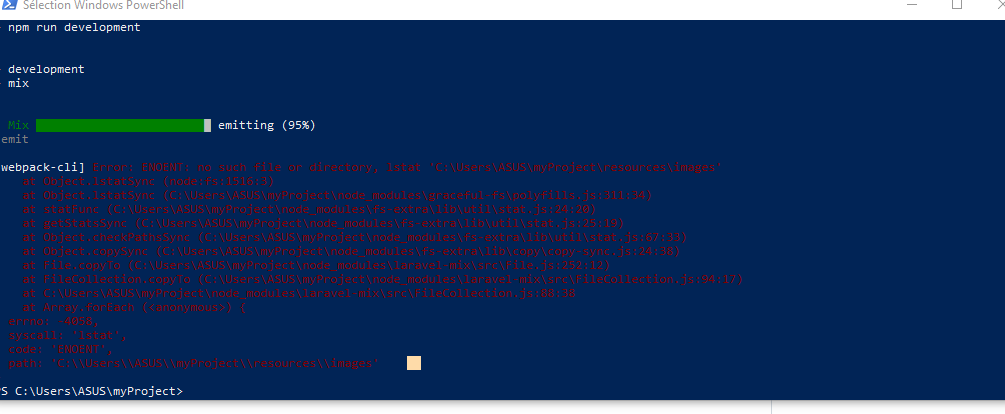 Sélection Windows PowerShell
> npm run development
> development
> mix
Mix emitting (95%)
emit
[webpack-cli] Error: ENOENT: no such file or directory, lstat 'C:\Users\ASUS\myProject\resources\images'
at Object.lstatSync (node:fs:1516:3)
at Object.lstatSync (C:\Users\ASUS\myProject\node_modules\graceful-fs\polyfills.js:311:34)
at statFunc (C:\Users\ASUS\myProject\node_modules\fs-extra\lib\util\stat.js:24:20)
at getStatsSync (C:\Users\ASUS\myProject\node_modules\fs-extra\lib\util\stat.js:25:19)
at Object.checkPathsSync (C:\Users\ASUS\myProject\node_modules\fs-extra\lib\util\stat.js:67:33)
at Object.copySync (C:\Users\ASUS\myProject\node_modules\fs-extra\lib\copy\copy-sync.js:24:38)
at File.copyTo (C:\Users\ASUS\myProject\node_modules\laravel-mix\src\File.js:252:12)
at FileCollection.copyTo (C:\Users\ASUS\myProject\node_modules\laravel-mix\src\FileCollection.js:94:17)
at C:\Users\ASUS\myProject\node_modules\laravel-mix\src\FileCollection.js:88:38
at Array.forEach (<anonymous>) {
errno: -4058,
syscall: 'lstat',
code: 'ENOENT',
path: 'C:\\Users\\ASUS\\myProject\\resources\\images'
PS C:\Users\ASUS\myProject>